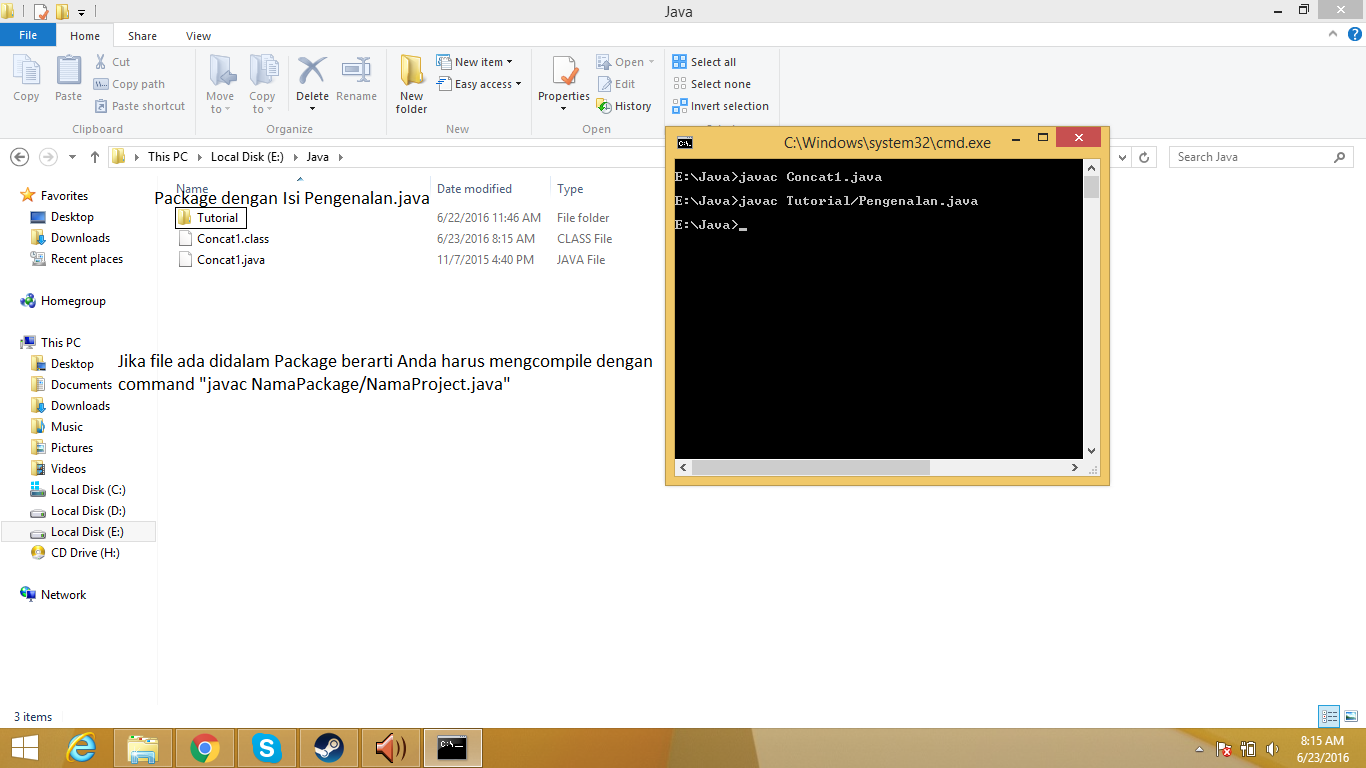 Java
File Home Share View
Copy
Paste
Cut
Copy path
Paste shortcut
Clipboard
Move to
Copy to
Delete
Rename
Organize
New folder
New item
Easy access
New
Properties
Open
Edit
History
Open
Select all
Select none
Invert selection
This PC Local Disk (E:) Java
Search Java
Favorites
Desktop
Downloads
Recent places
Homegroup
This PC
Desktop
Documents
Downloads
Music
Pictures
Videos
Local Disk (C:)
Local Disk (D:)
Local Disk (E:)
CD Drive (H:)
Network
Name Date modified Type
Package dengan Isi Pengenalan.java
Tutorial 6/22/2016 11:46 AM File folder
Concat1.class 6/23/2016 8:15 AM CLASS File
Concat1.java 11/7/2015 4:40 PM JAVA File
Jika file ada didalam Package berarti Anda harus mengcompile dengan
command "javac NamaPackage/NamaProject.java"
C:\Windows\system32\cmd.exe
E:\Java>javac Concat1.java
E:\Java>javac Tutorial/Pengenalan.java
E:\Java>_
3 items
8:15 AM
6/23/2016